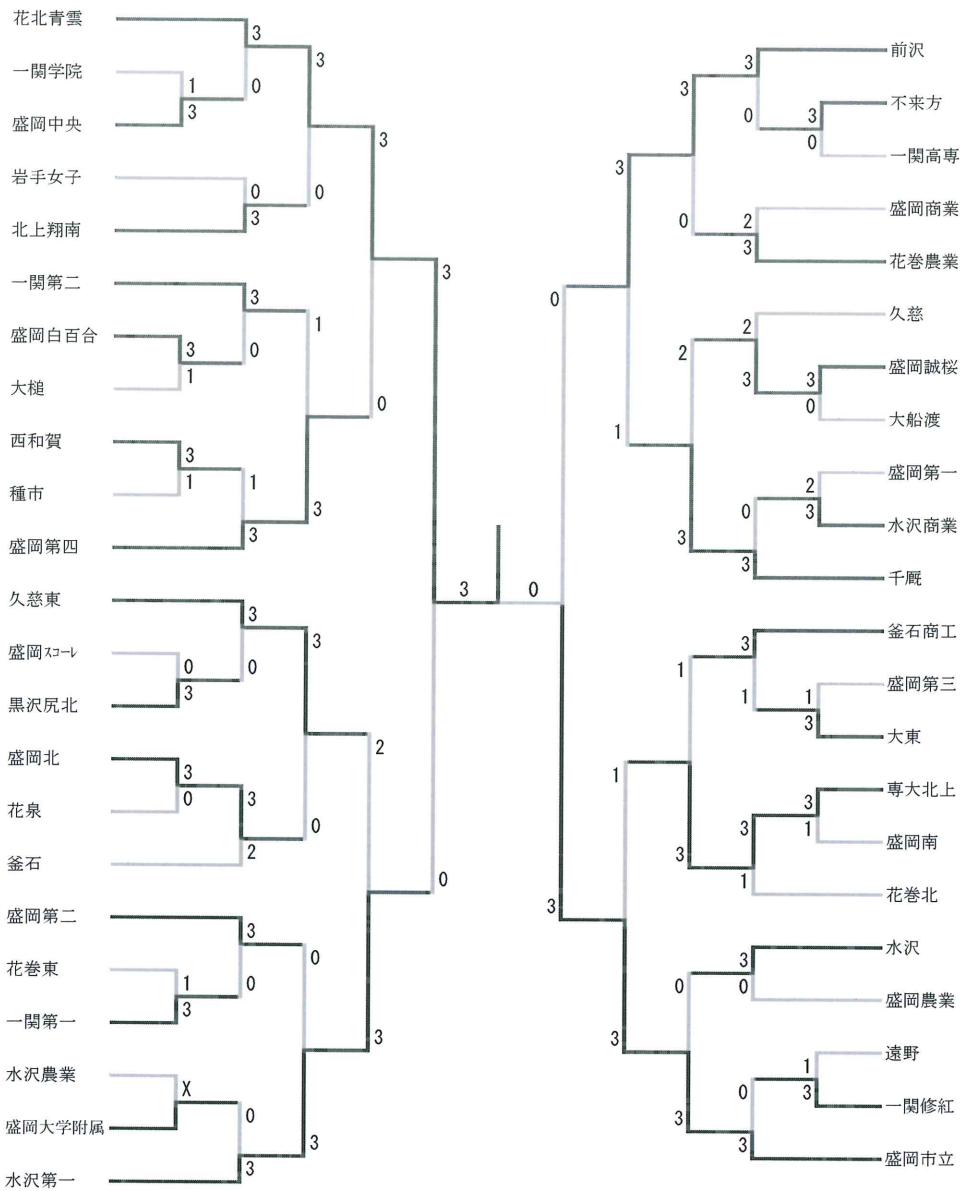 花北青雲
一関学院
盛岡中央
岩手女子
北上翔南
一関第二
盛岡白百合
大槌
西和賀
種市
盛岡第四
久慈東
盛岡ｽｺｰﾚ
黒沢尻北
盛岡北
花泉
釜石
盛岡第二
花巻東
一関第一
水沢農業
盛岡大学附属
水沢第一
3
0
1
3
0
3
3
0
3
1
3
1
1
3
3
0
0
3
3
0
3
2
3
0
1
3
X
0
3
3
0
1
3
3
0
0
3
3
0
2
3
3
0
3
0
0
3
3
1
1
3
3
0
2
3
1
3
1
3
0
3
3
0
2
3
2
3
0
3
3
1
3
1
3
0
0
3
3
0
3
0
2
3
1
3
3
1
1
3
前沢
不来方
一関高専
盛岡商業
花巻農業
久慈
盛岡誠桜
大船渡
盛岡第一
水沢商業
千厩
釜石商工
盛岡第三
大東
専大北上
盛岡南
花巻北
水沢
盛岡農業
遠野
一関修紅
盛岡市立